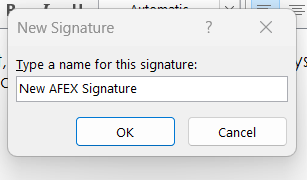 B I U Automatic
New Signature
Type a name for this signature:
New AFEX Signature
OK Cancel